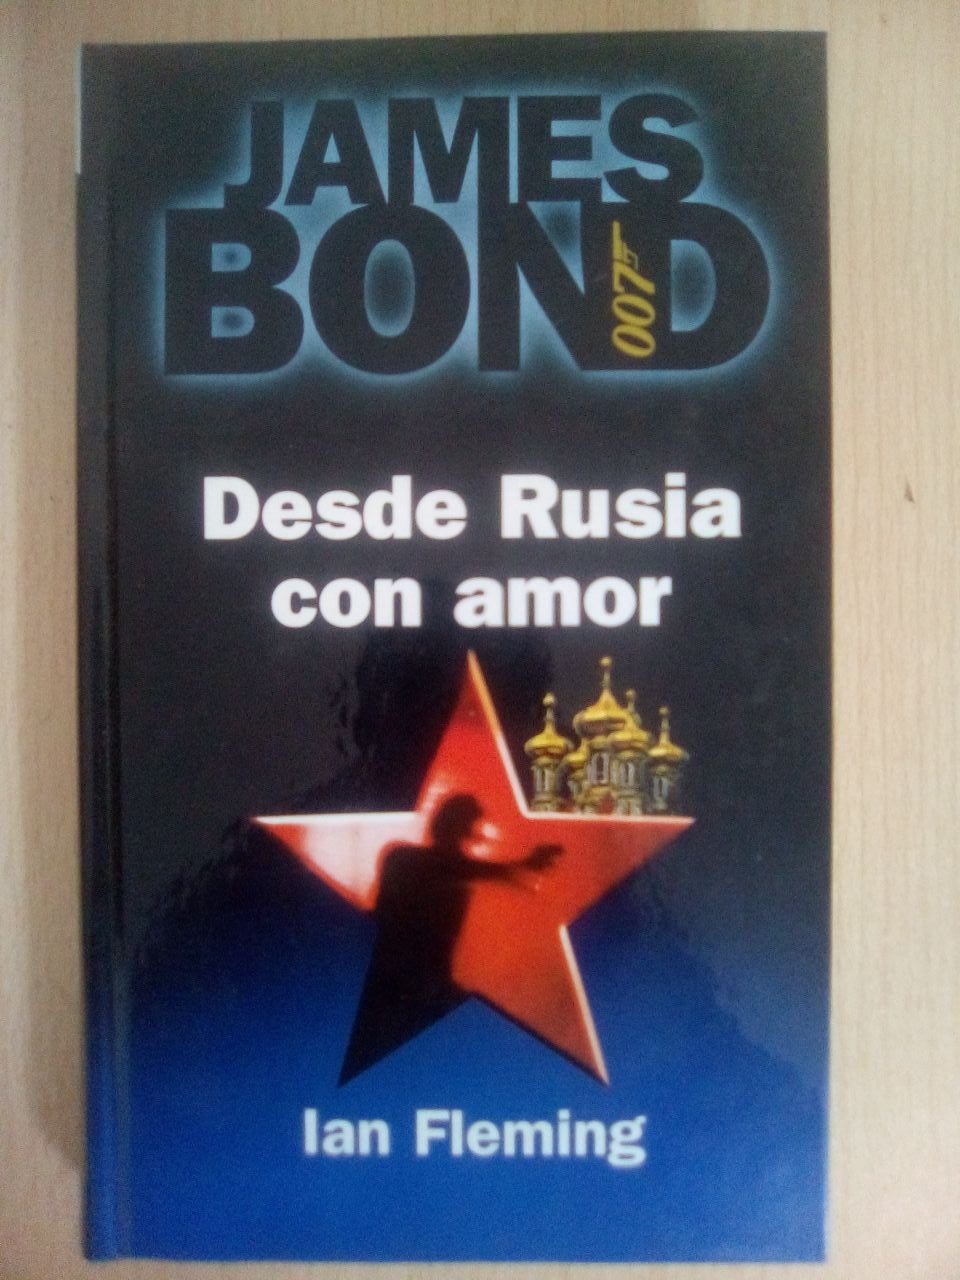 JAMES
BOND
007
Desde Rusia
con amor
Ian Fleming